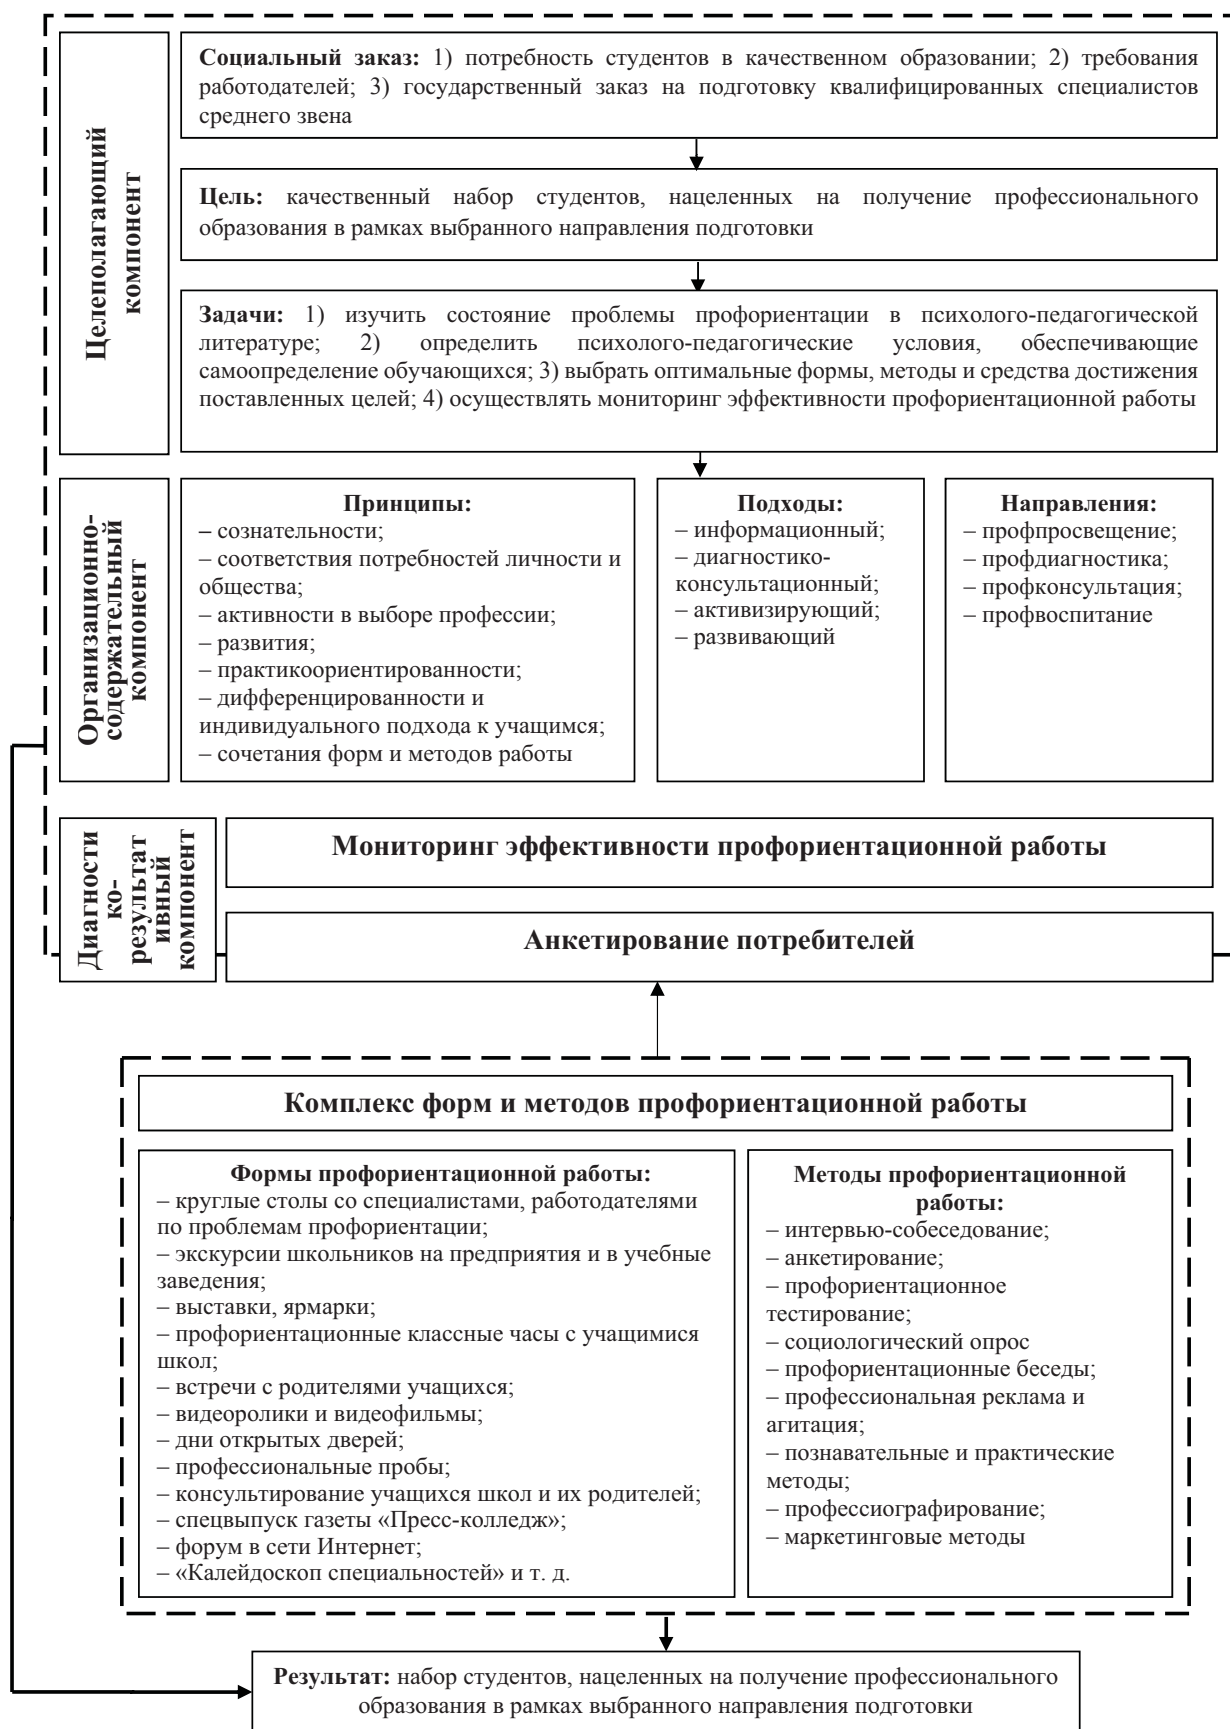 Целеполагающий
компонент
Социальный заказ: 1) потребность студентов в качественном образовании; 2) требования
работодателей; 3) государственный заказ на подготовку квалифицированных специалистов
среднего звена
Цель: качественный набор студентов, нацеленных на получение профессионального
образования в рамках выбранного направления подготовки
Задачи: 1) изучить состояние проблемы профориентации в психолого-педагогической
литературе; 2) определить психолого-педагогические условия, обеспечивающие
самоопределение обучающихся; 3) выбрать оптимальные формы, методы и средства достижения
поставленных целей; 4) осуществлять мониторинг эффективности профориентационной работы
Организационно-
содержательный
компонент
Принципы:
– сознательности;
– соответствия потребностей личности и
общества;
– активности в выборе профессии;
– развития;
– практикоориентированности;
– дифференцированности и
индивидуального подхода к учащимся;
– сочетания форм и методов работы
Подходы:
– информационный;
– диагностико-
консультационный;
– активизирующий;
– развивающий
Направления:
– профпросвещение;
– профдиагностика;
– профконсультация;
– профвоспитание
Диагности
ко-
результат
ивный
компонент
Мониторинг эффективности профориентационной работы
Анкетирование потребителей
Комплекс форм и методов профориентационной работы
Формы профориентационной работы:
– круглые столы со специалистами, работодателями
по проблемам профориентации;
– экскурсии школьников на предприятия и в учебные
заведения;
– выставки, ярмарки;
– профориентационные классные часы с учащимися
школ;
– встречи с родителями учащихся;
– видеоролики и видеофильмы;
– дни открытых дверей;
– профессиональные пробы;
– консультирование учащихся школ и их родителей;
– спецвыпуск газеты «Пресс-колледж»;
– форум в сети Интернет;
– «Калейдоскоп специальностей» и т. д.
Методы профориентационной
работы:
– интервью-собеседование;
– анкетирование;
– профориентационное
тестирование;
– социологический опрос
– профориентационные беседы;
– профессиональная реклама и
агитация;
– познавательные и практические
методы;
– профессиографирование;
– маркетинговые методы
Результат: набор студентов, нацеленных на получение профессионального
образования в рамках выбранного направления подготовки